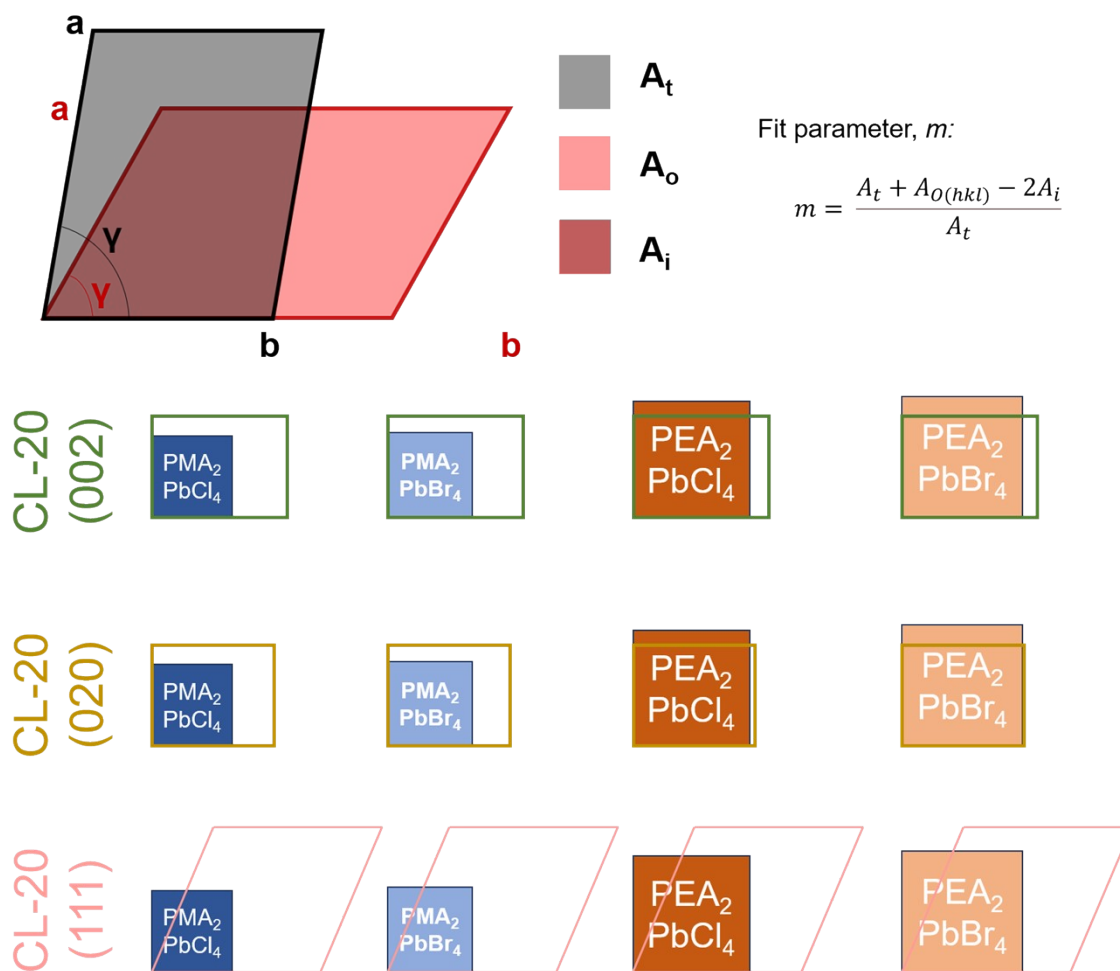 a
a
γ
γ
b
b
Aₜ
Aₒ
Aᵢ
Fit parameter, m:
m = (Aₜ + A_O(hkl) − 2Aᵢ) / Aₜ
CL-20
(002)
PMA₂
PbCl₄
PMA₂
PbBr₄
PEA₂
PbCl₄
PEA₂
PbBr₄
CL-20
(020)
PMA₂
PbCl₄
PMA₂
PbBr₄
PEA₂
PbCl₄
PEA₂
PbBr₄
CL-20
(111)
PMA₂
PbCl₄
PMA₂
PbBr₄
PEA₂
PbCl₄
PEA₂
PbBr₄